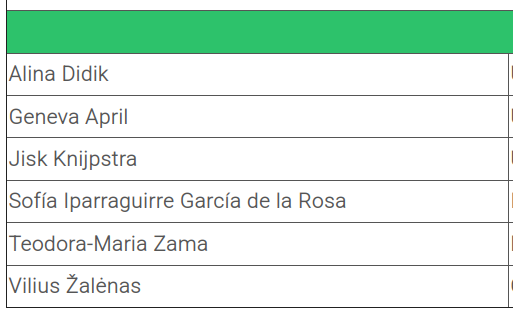 Alina Didik
Geneva April
Jisk Knijpstra
Sofía Iparraguirre García de la Rosa
Teodora-Maria Zama
Vilius Žalėnas